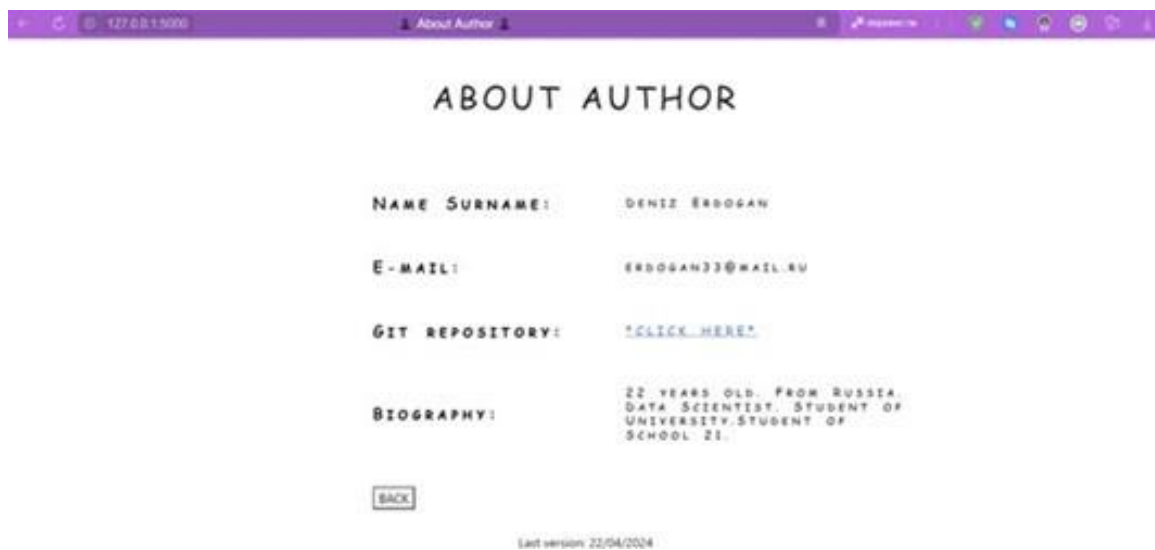 127.0.0.1:5000
About Author
ABOUT AUTHOR
NAME SURNAME: DENIZ ERDOGAN
E-MAIL: ERDOGAN33@MAIL.RU
GIT REPOSITORY: *CLICK HERE*
22 YEARS OLD. FROM RUSSIA.
DATA SCIENTIST. STUDENT OF
BIOGRAPHY:
UNIVERSITY.STUDENT OF
SCHOOL 21.
BACK
Last version: 22/04/2024